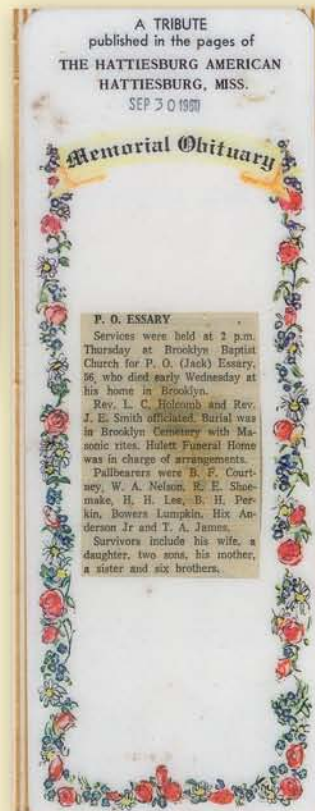 A TRIBUTE
published in the pages of
THE HATTIESBURG AMERICAN
HATTIESBURG, MISS.
SEP 30 1960
Memorial Obituary
P. O. ESSARY
Services were held at 2 p.m.
Thursday at Brooklyn Baptist
Church for P. O. (Jack) Essary,
56, who died early Wednesday at
his home in Brooklyn.
Rev. L. C. Holcomb and Rev.
J. E. Smith officiated. Burial was
in Brooklyn Cemetery with Ma-
sonic rites. Hulett Funeral Home
was in charge of arrangements.
Pallbearers were B. F. Court-
ney, W. A. Nelson, R. E. Shoe-
make, H. H. Lee, B. H. Per-
kin, Bowers Lumpkin, Hix An-
derson Jr and T. A. James.
Survivors include his wife, a
daughter, two sons, his mother,
a sister and six brothers.